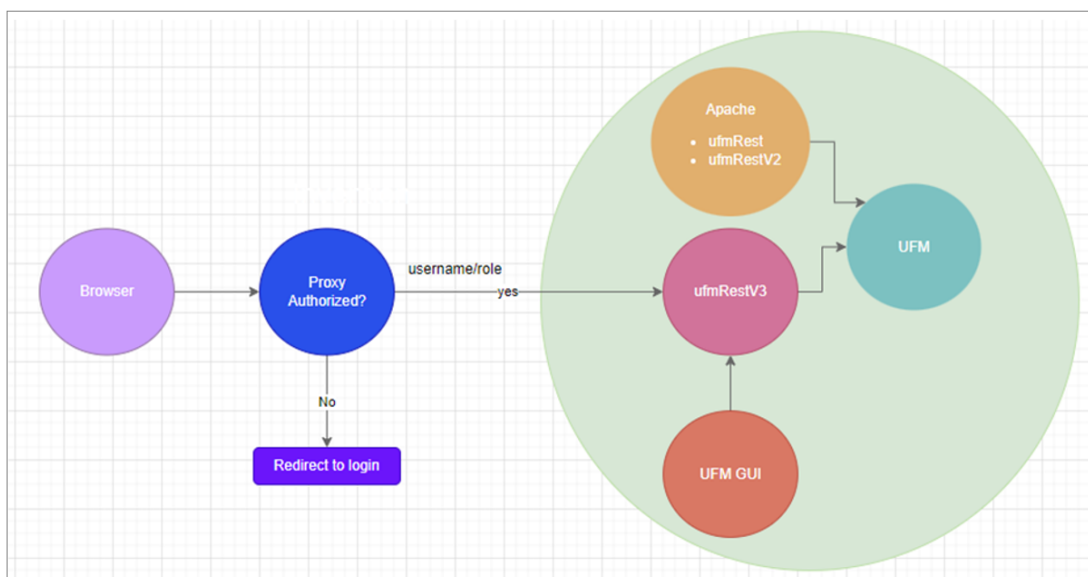 Apache
• ufmRest
• ufmRestV2
UFM
Browser
Proxy
Authorized?
username/role
yes
ufmRestV3
No
Redirect to login
UFM GUI